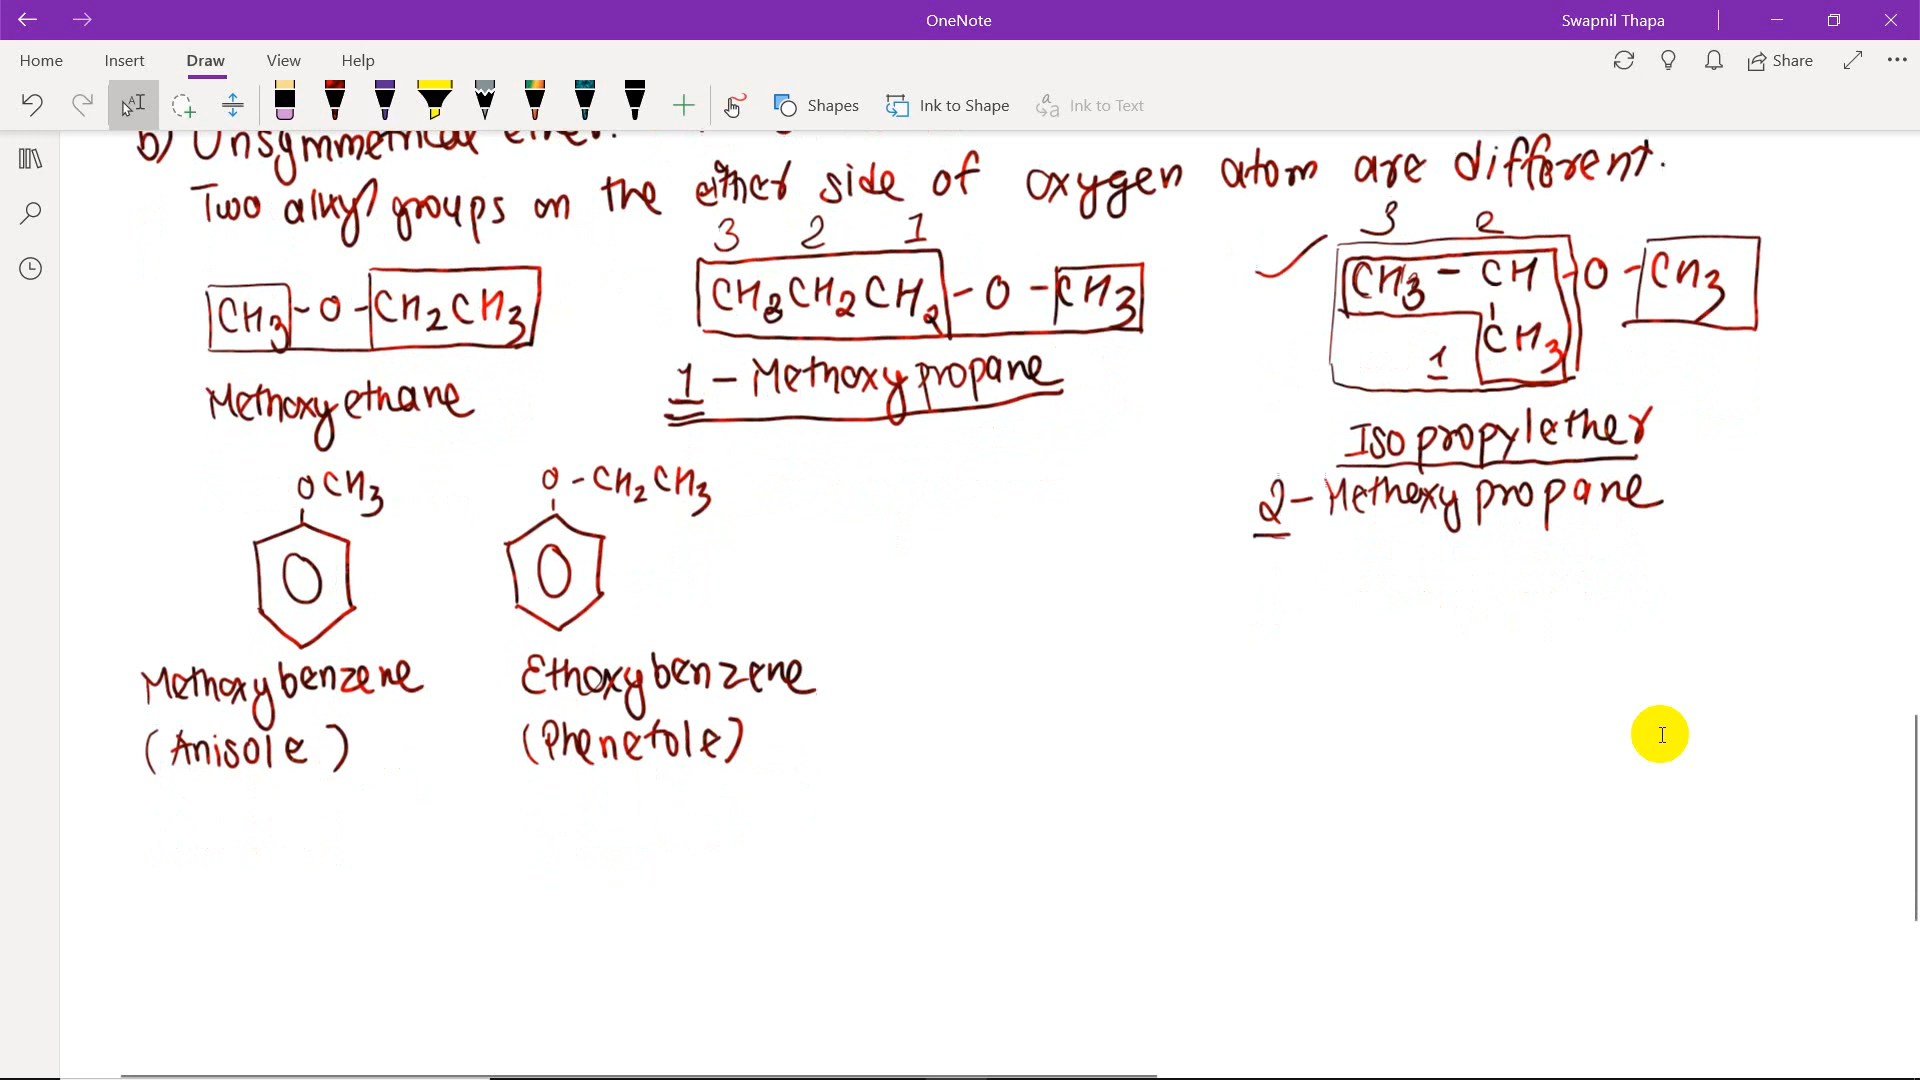 OneNote
Swapnil Thapa
Home Insert Draw View Help
Share
Shapes Ink to Shape Ink to Text
b) Unsymmetrical ether:
Two alkyl groups on the either side of oxygen atom are different.
3 2 1
3 2
CH3 - O - CH2CH3
CH3CH2CH2 - O - CH3
CH3 - CH - O - CH3
CH3
1
Methoxyethane
1 - Methoxypropane
Isopropylether
2 - Methoxypropane
OCH3
O - CH2CH3
Methoxybenzene
(Anisole)
Ethoxybenzene
(Phenetole)